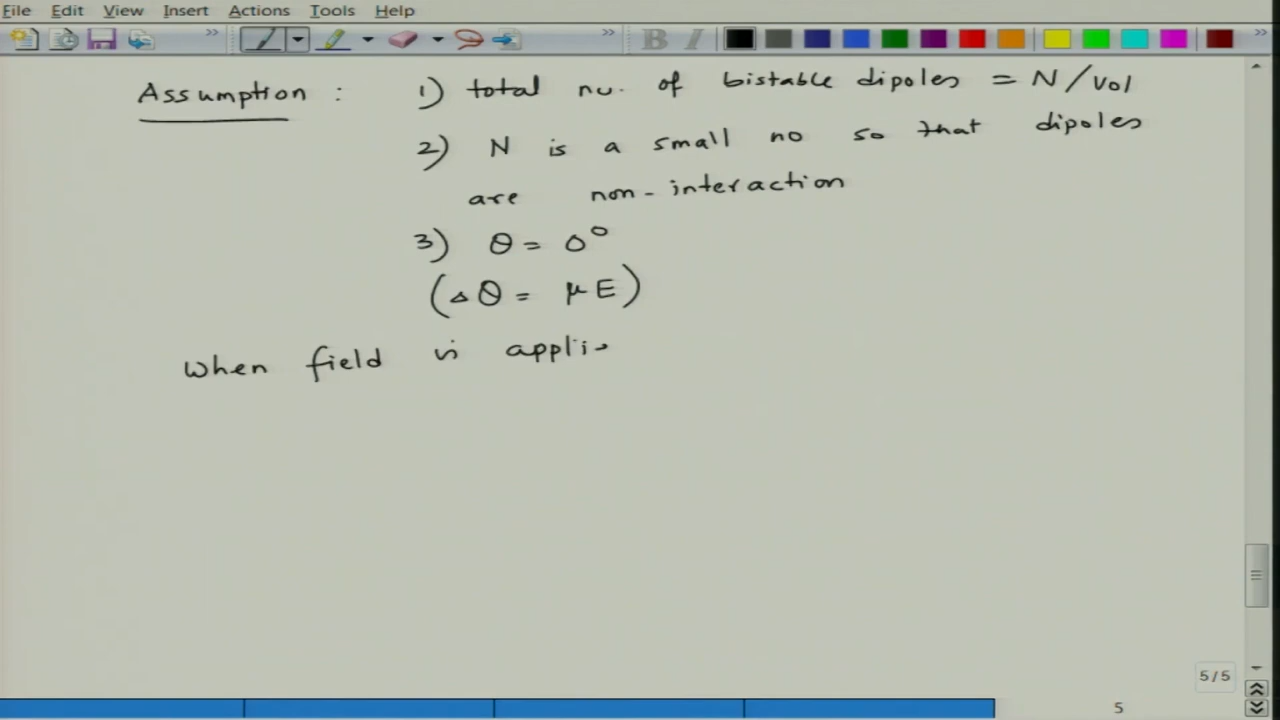 File Edit View Insert Actions Tools Help
B I
Assumption : 1) total no. of bistable dipoles = N/vol
2) N is a small no so that dipoles
are non-interaction
3) θ = 0°
(Δθ = μE)
When field is appli
5/5
5